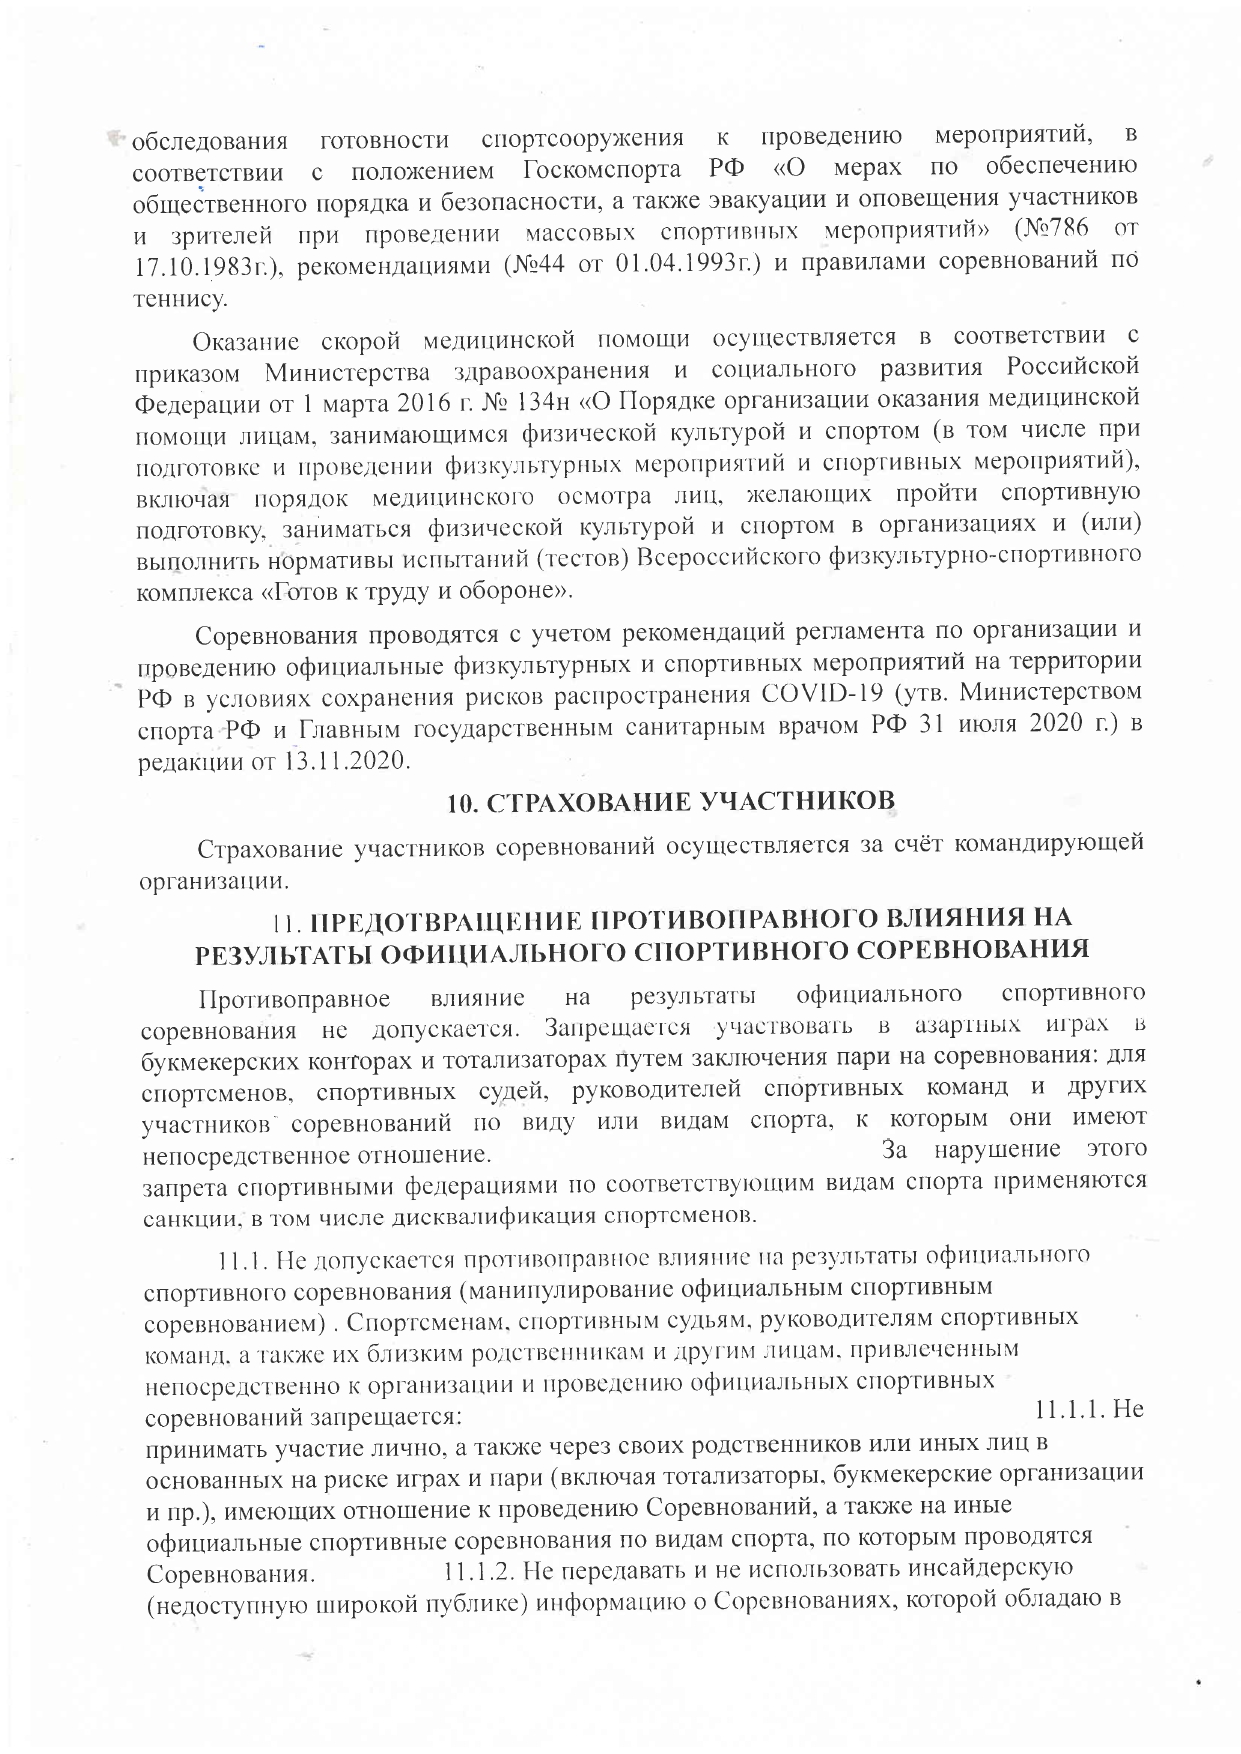 обследования готовности спортсооружения к проведению мероприятий, в
соответствии с положением Госкомспорта РФ «О мерах по обеспечению
общественного порядка и безопасности, а также эвакуации и оповещения участников
и зрителей при проведении массовых спортивных мероприятий» (№786 от
17.10.1983г.), рекомендациями (№44 от 01.04.1993г.) и правилами соревнований по
теннису.
Оказание скорой медицинской помощи осуществляется в соответствии с
приказом Министерства здравоохранения и социального развития Российской
Федерации от 1 марта 2016 г. № 134н «О Порядке организации оказания медицинской
помощи лицам, занимающимся физической культурой и спортом (в том числе при
подготовке и проведении физкультурных мероприятий и спортивных мероприятий),
включая порядок медицинского осмотра лиц, желающих пройти спортивную
подготовку, заниматься физической культурой и спортом в организациях и (или)
выполнить нормативы испытаний (тестов) Всероссийского физкультурно-спортивного
комплекса «Готов к труду и обороне».
Соревнования проводятся с учетом рекомендаций регламента по организации и
проведению официальные физкультурных и спортивных мероприятий на территории
РФ в условиях сохранения рисков распространения COVID-19 (утв. Министерством
спорта РФ и Главным государственным санитарным врачом РФ 31 июля 2020 г.) в
редакции от 13.11.2020.
10. СТРАХОВАНИЕ УЧАСТНИКОВ
Страхование участников соревнований осуществляется за счёт командирующей
организации.
11. ПРЕДОТВРАЩЕНИЕ ПРОТИВОПРАВНОГО ВЛИЯНИЯ НА
РЕЗУЛЬТАТЫ ОФИЦИАЛЬНОГО СПОРТИВНОГО СОРЕВНОВАНИЯ
Противоправное влияние на результаты официального спортивного
соревнования не допускается. Запрещается участвовать в азартных играх в
букмекерских конторах и тотализаторах путем заключения пари на соревнования: для
спортсменов, спортивных судей, руководителей спортивных команд и других
участников соревнований по виду или видам спорта, к которым они имеют
непосредственное отношение. За нарушение этого
запрета спортивными федерациями по соответствующим видам спорта применяются
санкции, в том числе дисквалификация спортсменов.
11.1. Не допускается противоправное влияние на результаты официального
спортивного соревнования (манипулирование официальным спортивным
соревнованием) . Спортсменам, спортивным судьям, руководителям спортивных
команд, а также их близким родственникам и другим лицам, привлеченным
непосредственно к организации и проведению официальных спортивных
соревнований запрещается: 11.1.1. Не
принимать участие лично, а также через своих родственников или иных лиц в
основанных на риске играх и пари (включая тотализаторы, букмекерские организации
и пр.), имеющих отношение к проведению Соревнований, а также на иные
официальные спортивные соревнования по видам спорта, по которым проводятся
Соревнования. 11.1.2. Не передавать и не использовать инсайдерскую
(недоступную широкой публике) информацию о Соревнованиях, которой обладаю в